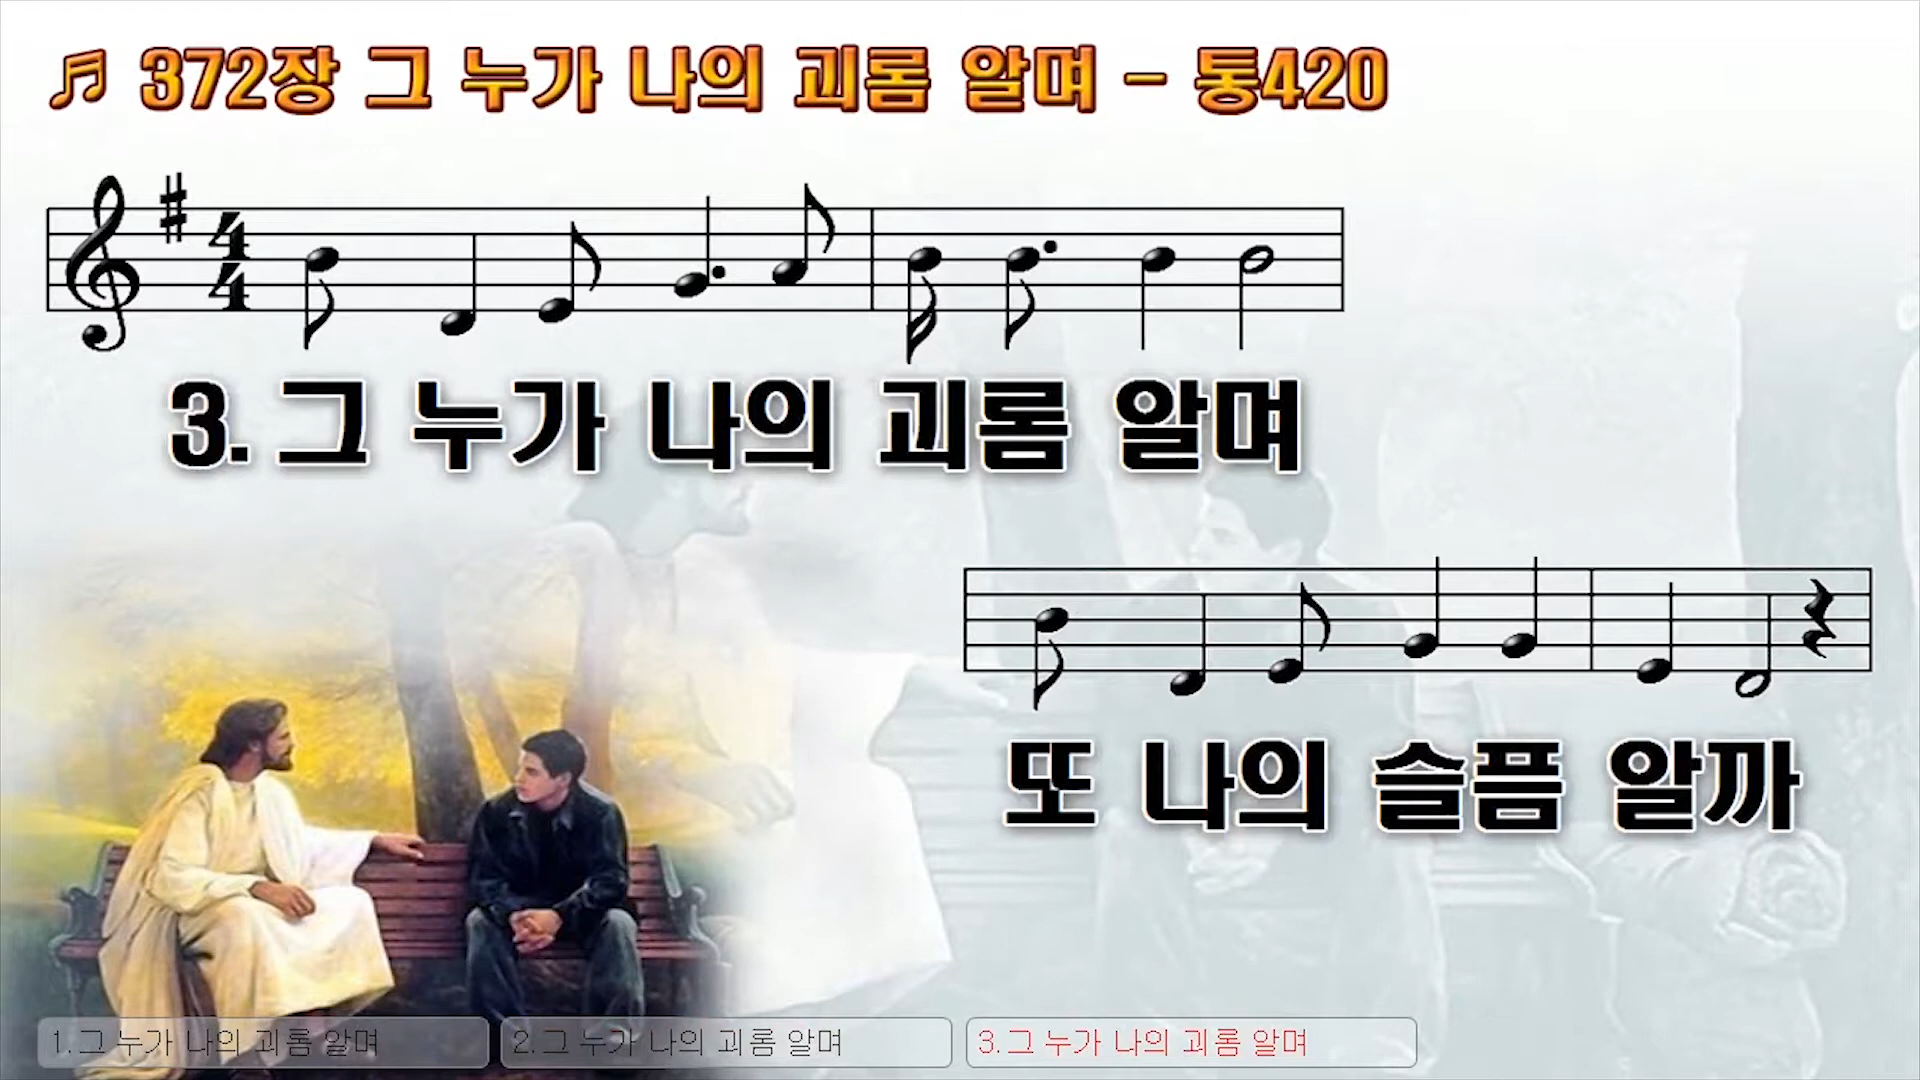 ♬ 372장 그 누가 나의 괴롬 알며 - 통420
3. 그 누가 나의 괴롬 알며
또 나의 슬픔 알까
1. 그 누가 나의 괴롬 알며
2. 그 누가 나의 괴롬 알며
3. 그 누가 나의 괴롬 알며